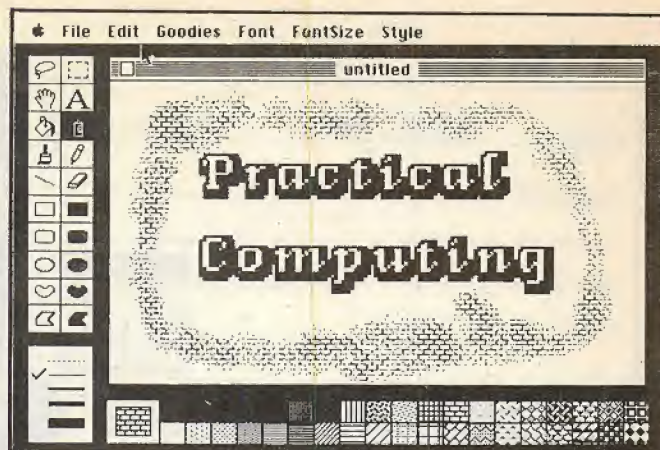 File Edit Goodies Font FontSize Style
untitled
A
Practical
Computing